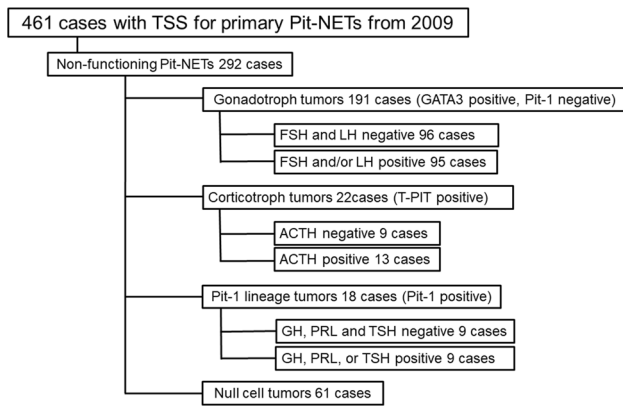 461 cases with TSS for primary Pit-NETs from 2009
Non-functioning Pit-NETs 292 cases
Gonadotroph tumors 191 cases (GATA3 positive, Pit-1 negative)
FSH and LH negative 96 cases
FSH and/or LH positive 95 cases
Corticotroph tumors 22cases (T-PIT positive)
ACTH negative 9 cases
ACTH positive 13 cases
Pit-1 lineage tumors 18 cases (Pit-1 positive)
GH, PRL and TSH negative 9 cases
GH, PRL, or TSH positive 9 cases
Null cell tumors 61 cases